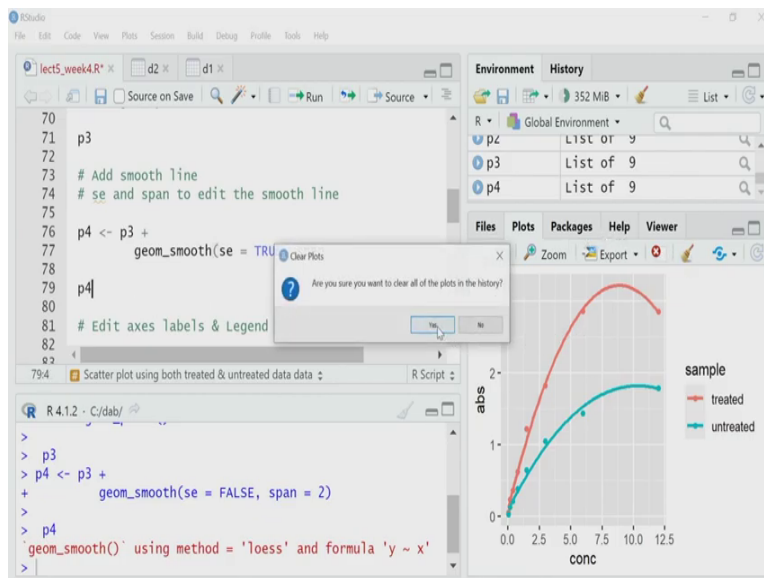 RStudio
File Edit Code View Plots Session Build Debug Profile Tools Help
lect5_week4.R* × d2 × d1 ×
Source on Save Run Source
70
71 p3
72
73 # Add smooth line
74 # se and span to edit the smooth line
75
76 p4 <- p3 +
77 geom_smooth(se = TRU
78
79 p4
80
81 # Edit axes labels & Legend
82
83
79:4 Scatter plot using both treated & untreated data data R Script
R 4.1.2 · C:/dab/
>
> p3
> p4 <- p3 +
+ geom_smooth(se = FALSE, span = 2)
>
> p4
`geom_smooth()` using method = 'loess' and formula 'y ~ x'
>
Clear Plots
Are you sure you want to clear all of the plots in the history?
Yes No
Environment History
352 MiB List
R Global Environment
p2 List of 9
p3 List of 9
p4 List of 9
Files Plots Packages Help Viewer
Zoom Export
abs
2
1
0
0.0 2.5 5.0 7.5 10.0 12.5
conc
sample
treated
untreated